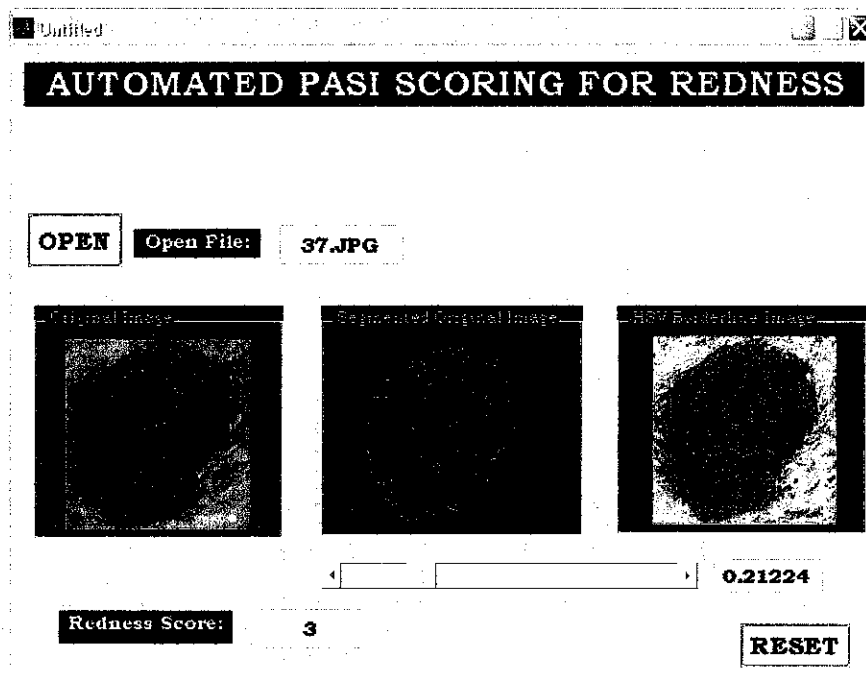 Untitled
AUTOMATED PASI SCORING FOR REDNESS
OPEN
Open File:
37.JPG
Original Image
Segmented Original Image
HSV Borderline Image
0.21224
Redness Score:
3
RESET